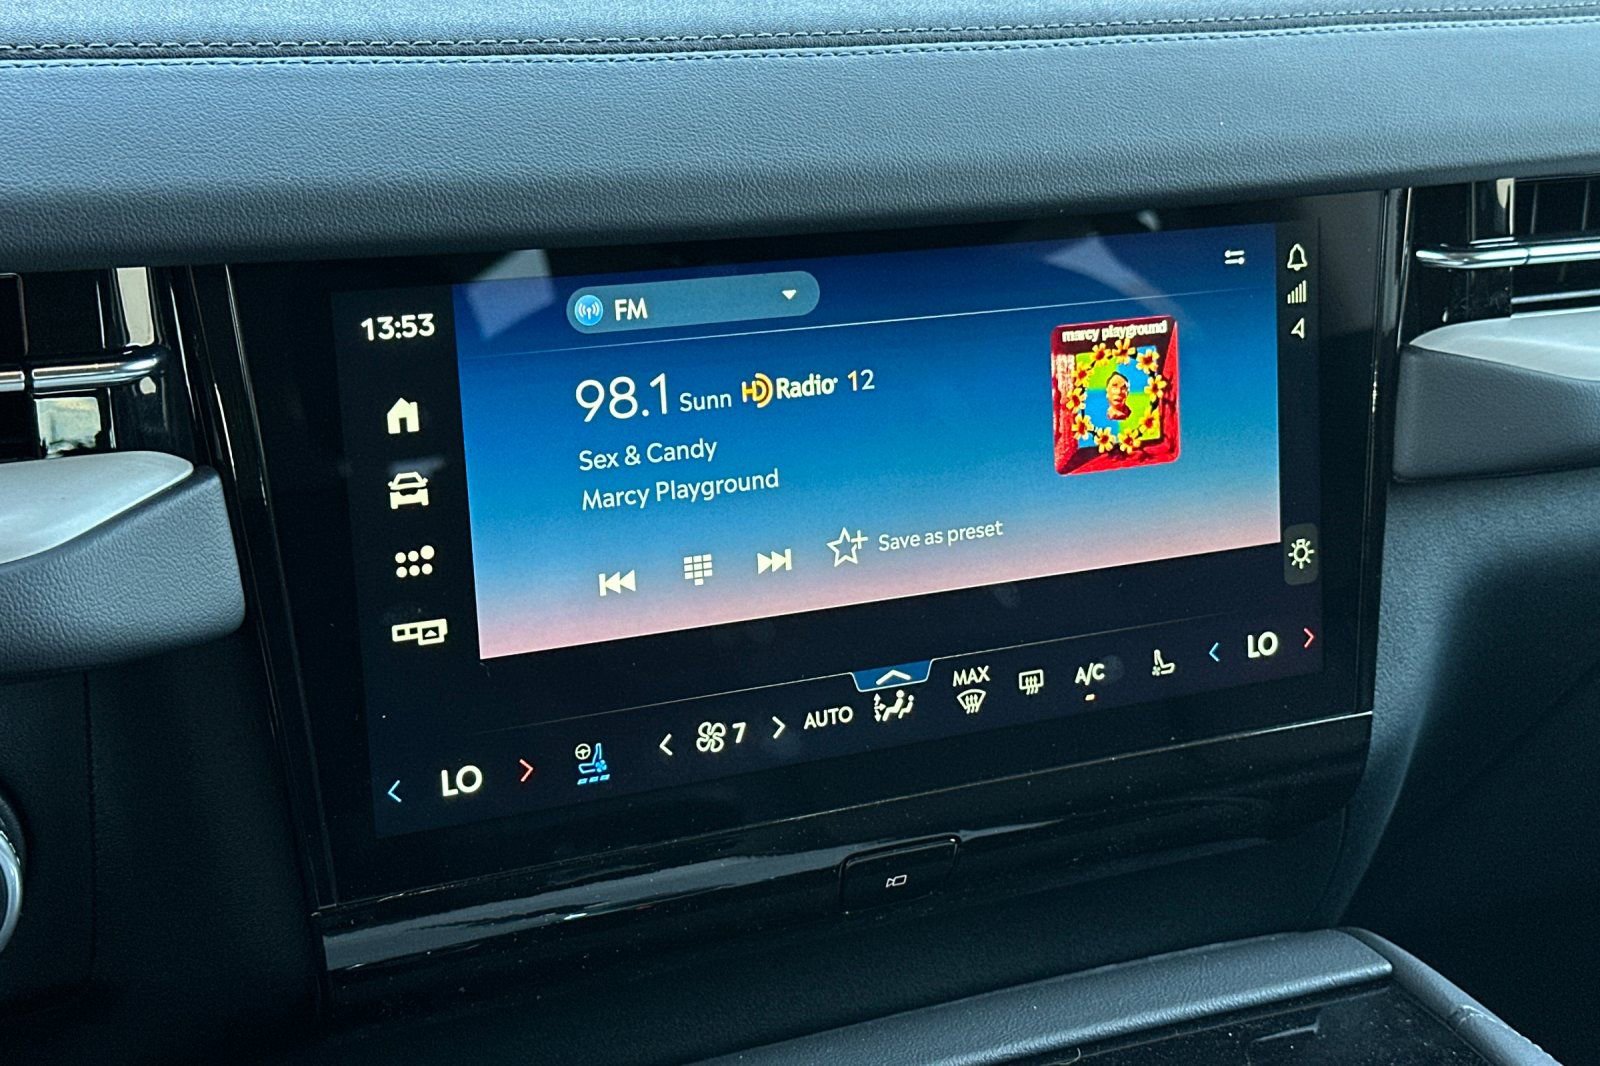 13:53
FM
98.1 Sunn HD Radio 12
Sex & Candy
Marcy Playground
marcy playground
Save as preset
LO
7
AUTO
MAX
A/C
LO